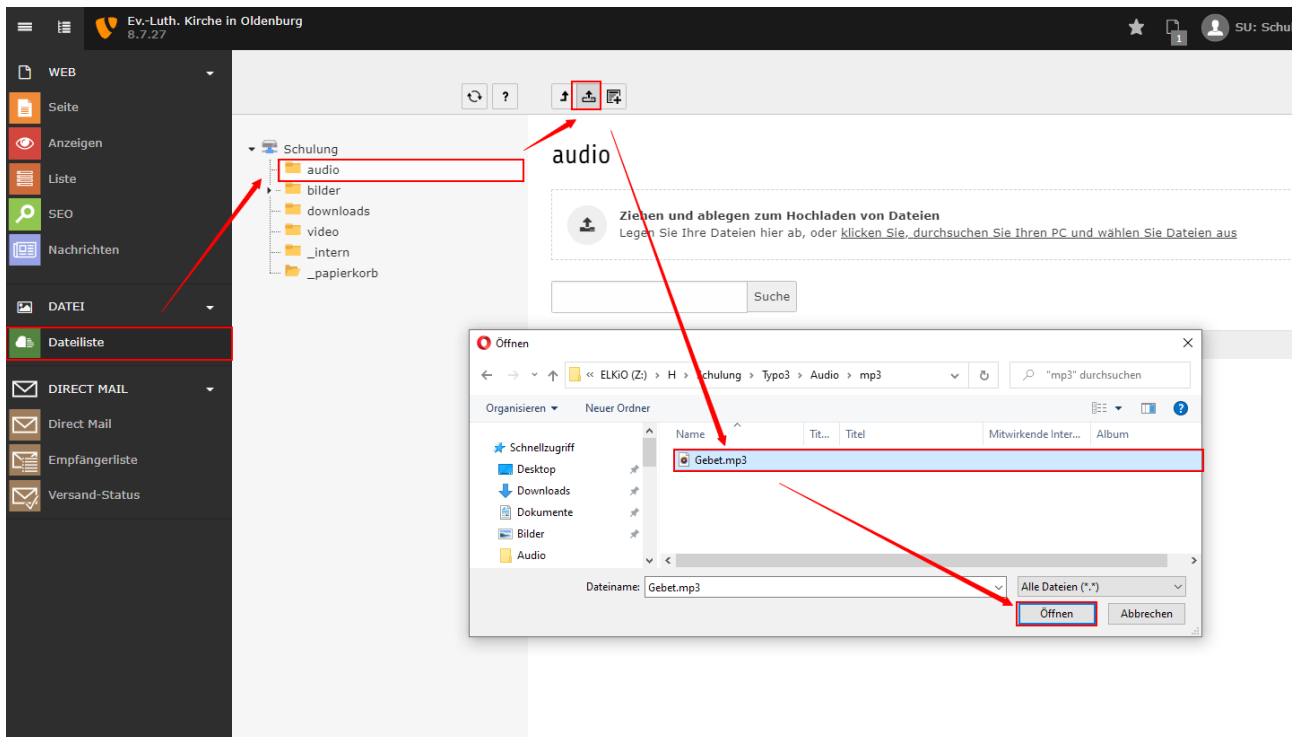 Ev.-Luth. Kirche in Oldenburg
8.7.27
1
SU: Schul
WEB
Seite
Anzeigen
Liste
SEO
Nachrichten
DATEI
Dateiliste
DIRECT MAIL
Direct Mail
Empfängerliste
Versand-Status
?
Schulung
audio
bilder
downloads
video
_intern
_papierkorb
audio
Ziehen und ablegen zum Hochladen von Dateien
Legen Sie Ihre Dateien hier ab, oder klicken Sie, durchsuchen Sie Ihren PC und wählen Sie Dateien aus
Suche
Öffnen
« ELKiO (Z:) > H > Schulung > Typo3 > Audio > mp3
"mp3" durchsuchen
Organisieren
Neuer Ordner
?
Name Tit... Titel Mitwirkende Inter... Album
Schnellzugriff
Desktop
Downloads
Dokumente
Bilder
Audio
Gebet.mp3
Dateiname: Gebet.mp3
Alle Dateien (*.*)
Öffnen
Abbrechen